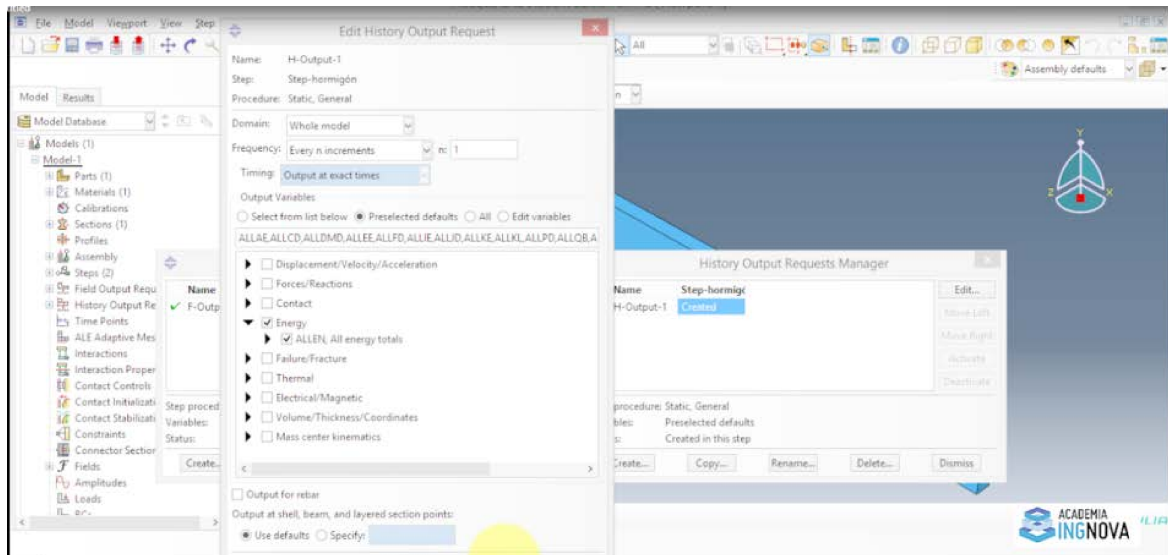 File Model Viewport View Step
Edit History Output Request
All
Assembly defaults
Name: H-Output-1
Step: Step-hormigón
Procedure: Static, General
Domain: Whole model
Frequency: Every n increments n: 1
Timing: Output at exact times
Output Variables
Select from list below Preselected defaults All Edit variables
ALLAE,ALLCD,ALLDMD,ALLEE,ALLFD,ALLIE,ALLJD,ALLKE,ALLKL,ALLPD,ALLQB,A
Displacement/Velocity/Acceleration
Forces/Reactions
Contact
Energy
ALLEN, All energy totals
Failure/Fracture
Thermal
Electrical/Magnetic
Volume/Thickness/Coordinates
Mass center kinematics
Output for rebar
Output at shell, beam, and layered section points:
Use defaults Specify:
Model Results
Model Database
Models (1)
Model-1
Parts (1)
Materials (1)
Calibrations
Sections (1)
Profiles
Assembly
Steps (2)
Field Output Requ
History Output Re
Time Points
ALE Adaptive Mes
Interactions
Interaction Proper
Contact Controls
Contact Initializati
Contact Stabilizati
Constraints
Connector Section
Fields
Amplitudes
Loads
Name
F-Outp
Step proced
Variables:
Status:
Create..
History Output Requests Manager
Name Step-hormigó
H-Output-1 Created
Edit...
Move Left
Move Right
Activate
Deactivate
procedure: Static, General
bles: Preselected defaults
s: Created in this step
Create... Copy... Rename... Delete... Dismiss
Y
Z X
ACADEMIA
INGNOVA